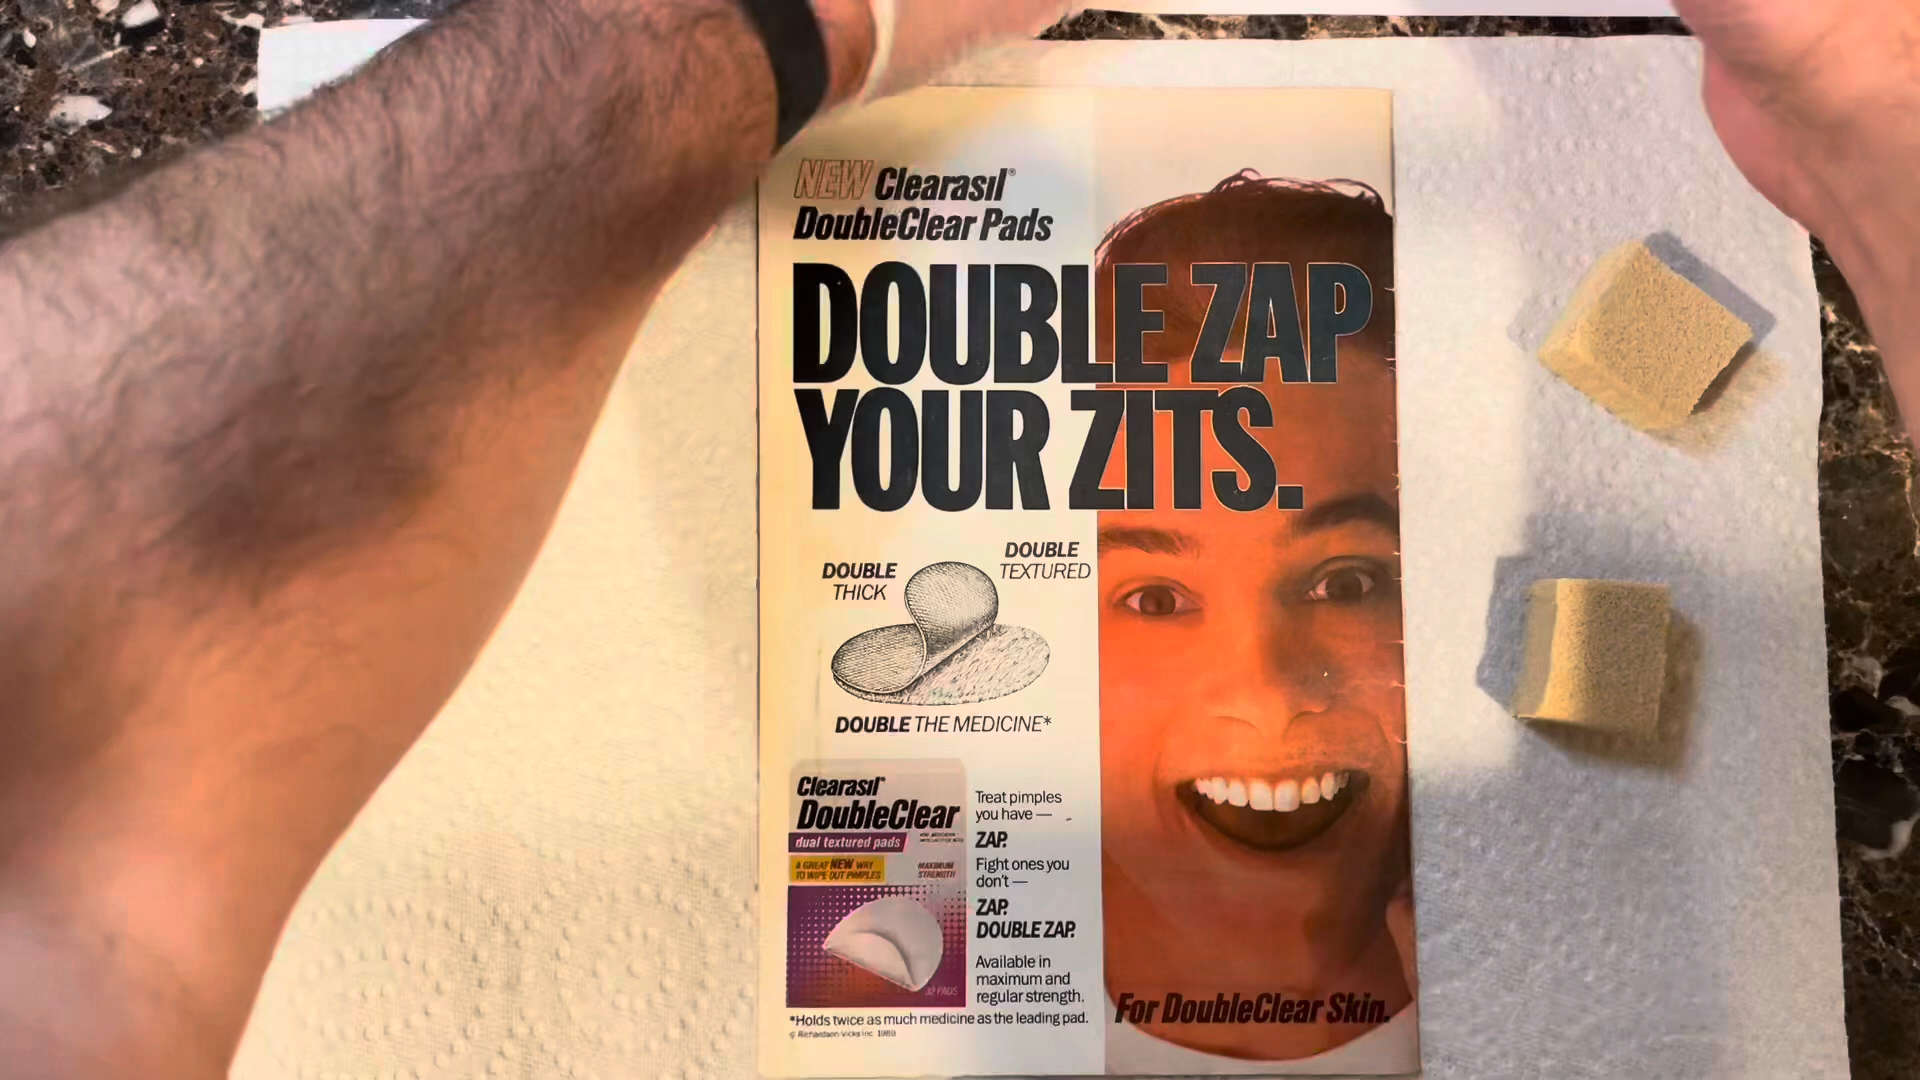 NEW Clearasil®
DoubleClear Pads
DOUBLE ZAP
YOUR ZITS.
DOUBLE
THICK
DOUBLE
TEXTURED
DOUBLE THE MEDICINE*
Clearasil®
DoubleClear
dual textured pads
A GREAT NEW WAY
TO WIPE OUT PIMPLES
MAXIMUM
STRENGTH
32 PADS
Treat pimples
you have —
ZAP.
Fight ones you
don't —
ZAP.
DOUBLE ZAP.
Available in
maximum and
regular strength.
*Holds twice as much medicine as the leading pad.
© Richardson-Vicks Inc. 1989
For DoubleClear Skin.